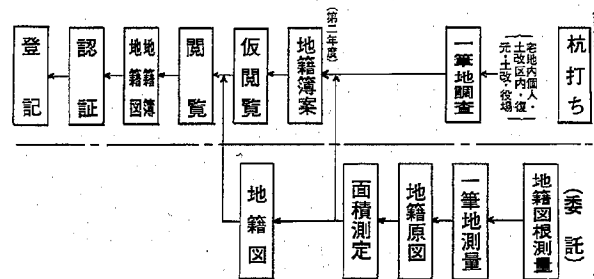 杭打ち
老地内個人・
土改区内・復
元・土改・役場
一筆地調査
(第二年度)
地籍簿案
仮閲覧
閲覧
地籍簿
地籍図
認証
登記
(委託)
地籍図根測量
一筆地測量
地籍原図
面積測定
地籍図